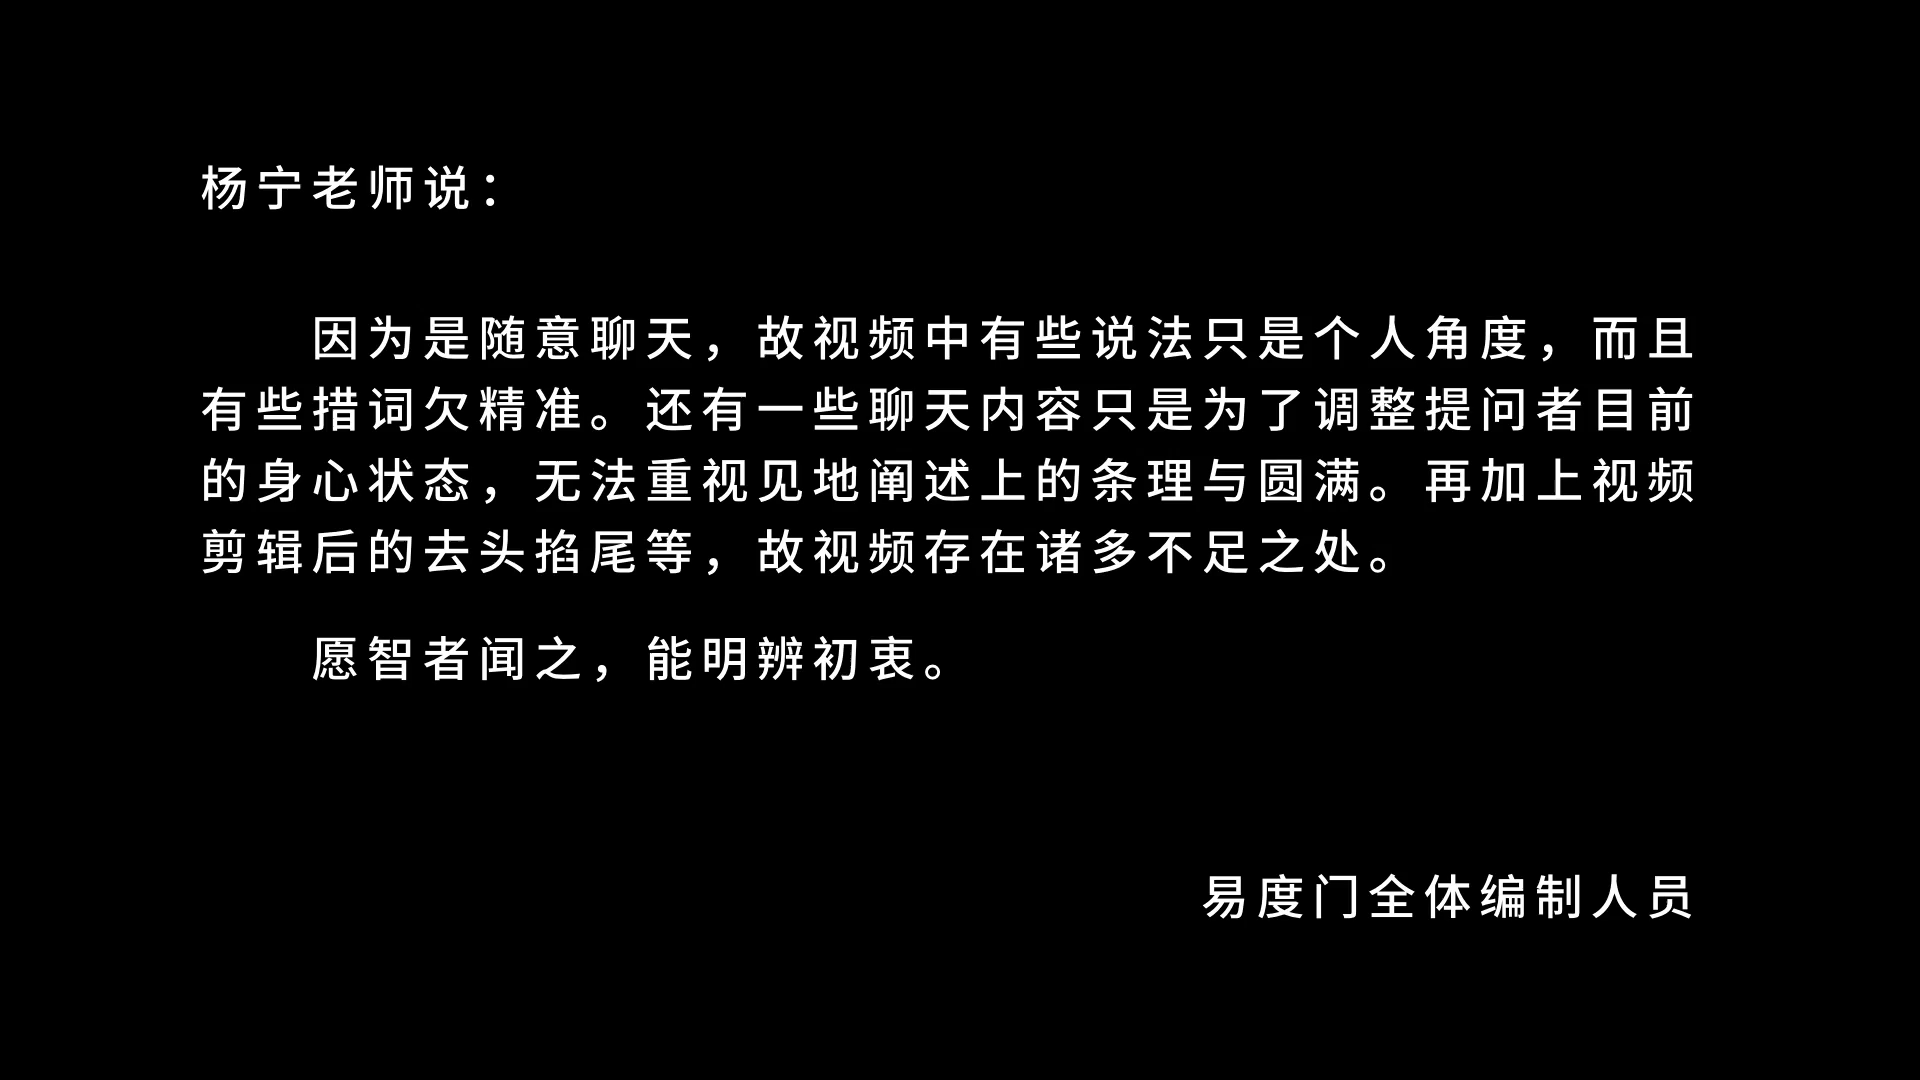 杨宁老师说：
因为是随意聊天，故视频中有些说法只是个人角度，而且
有些措词欠精准。还有一些聊天内容只是为了调整提问者目前
的身心状态，无法重视见地阐述上的条理与圆满。再加上视频
剪辑后的去头掐尾等，故视频存在诸多不足之处。
愿智者闻之，能明辨初衷。
易度门全体编制人员